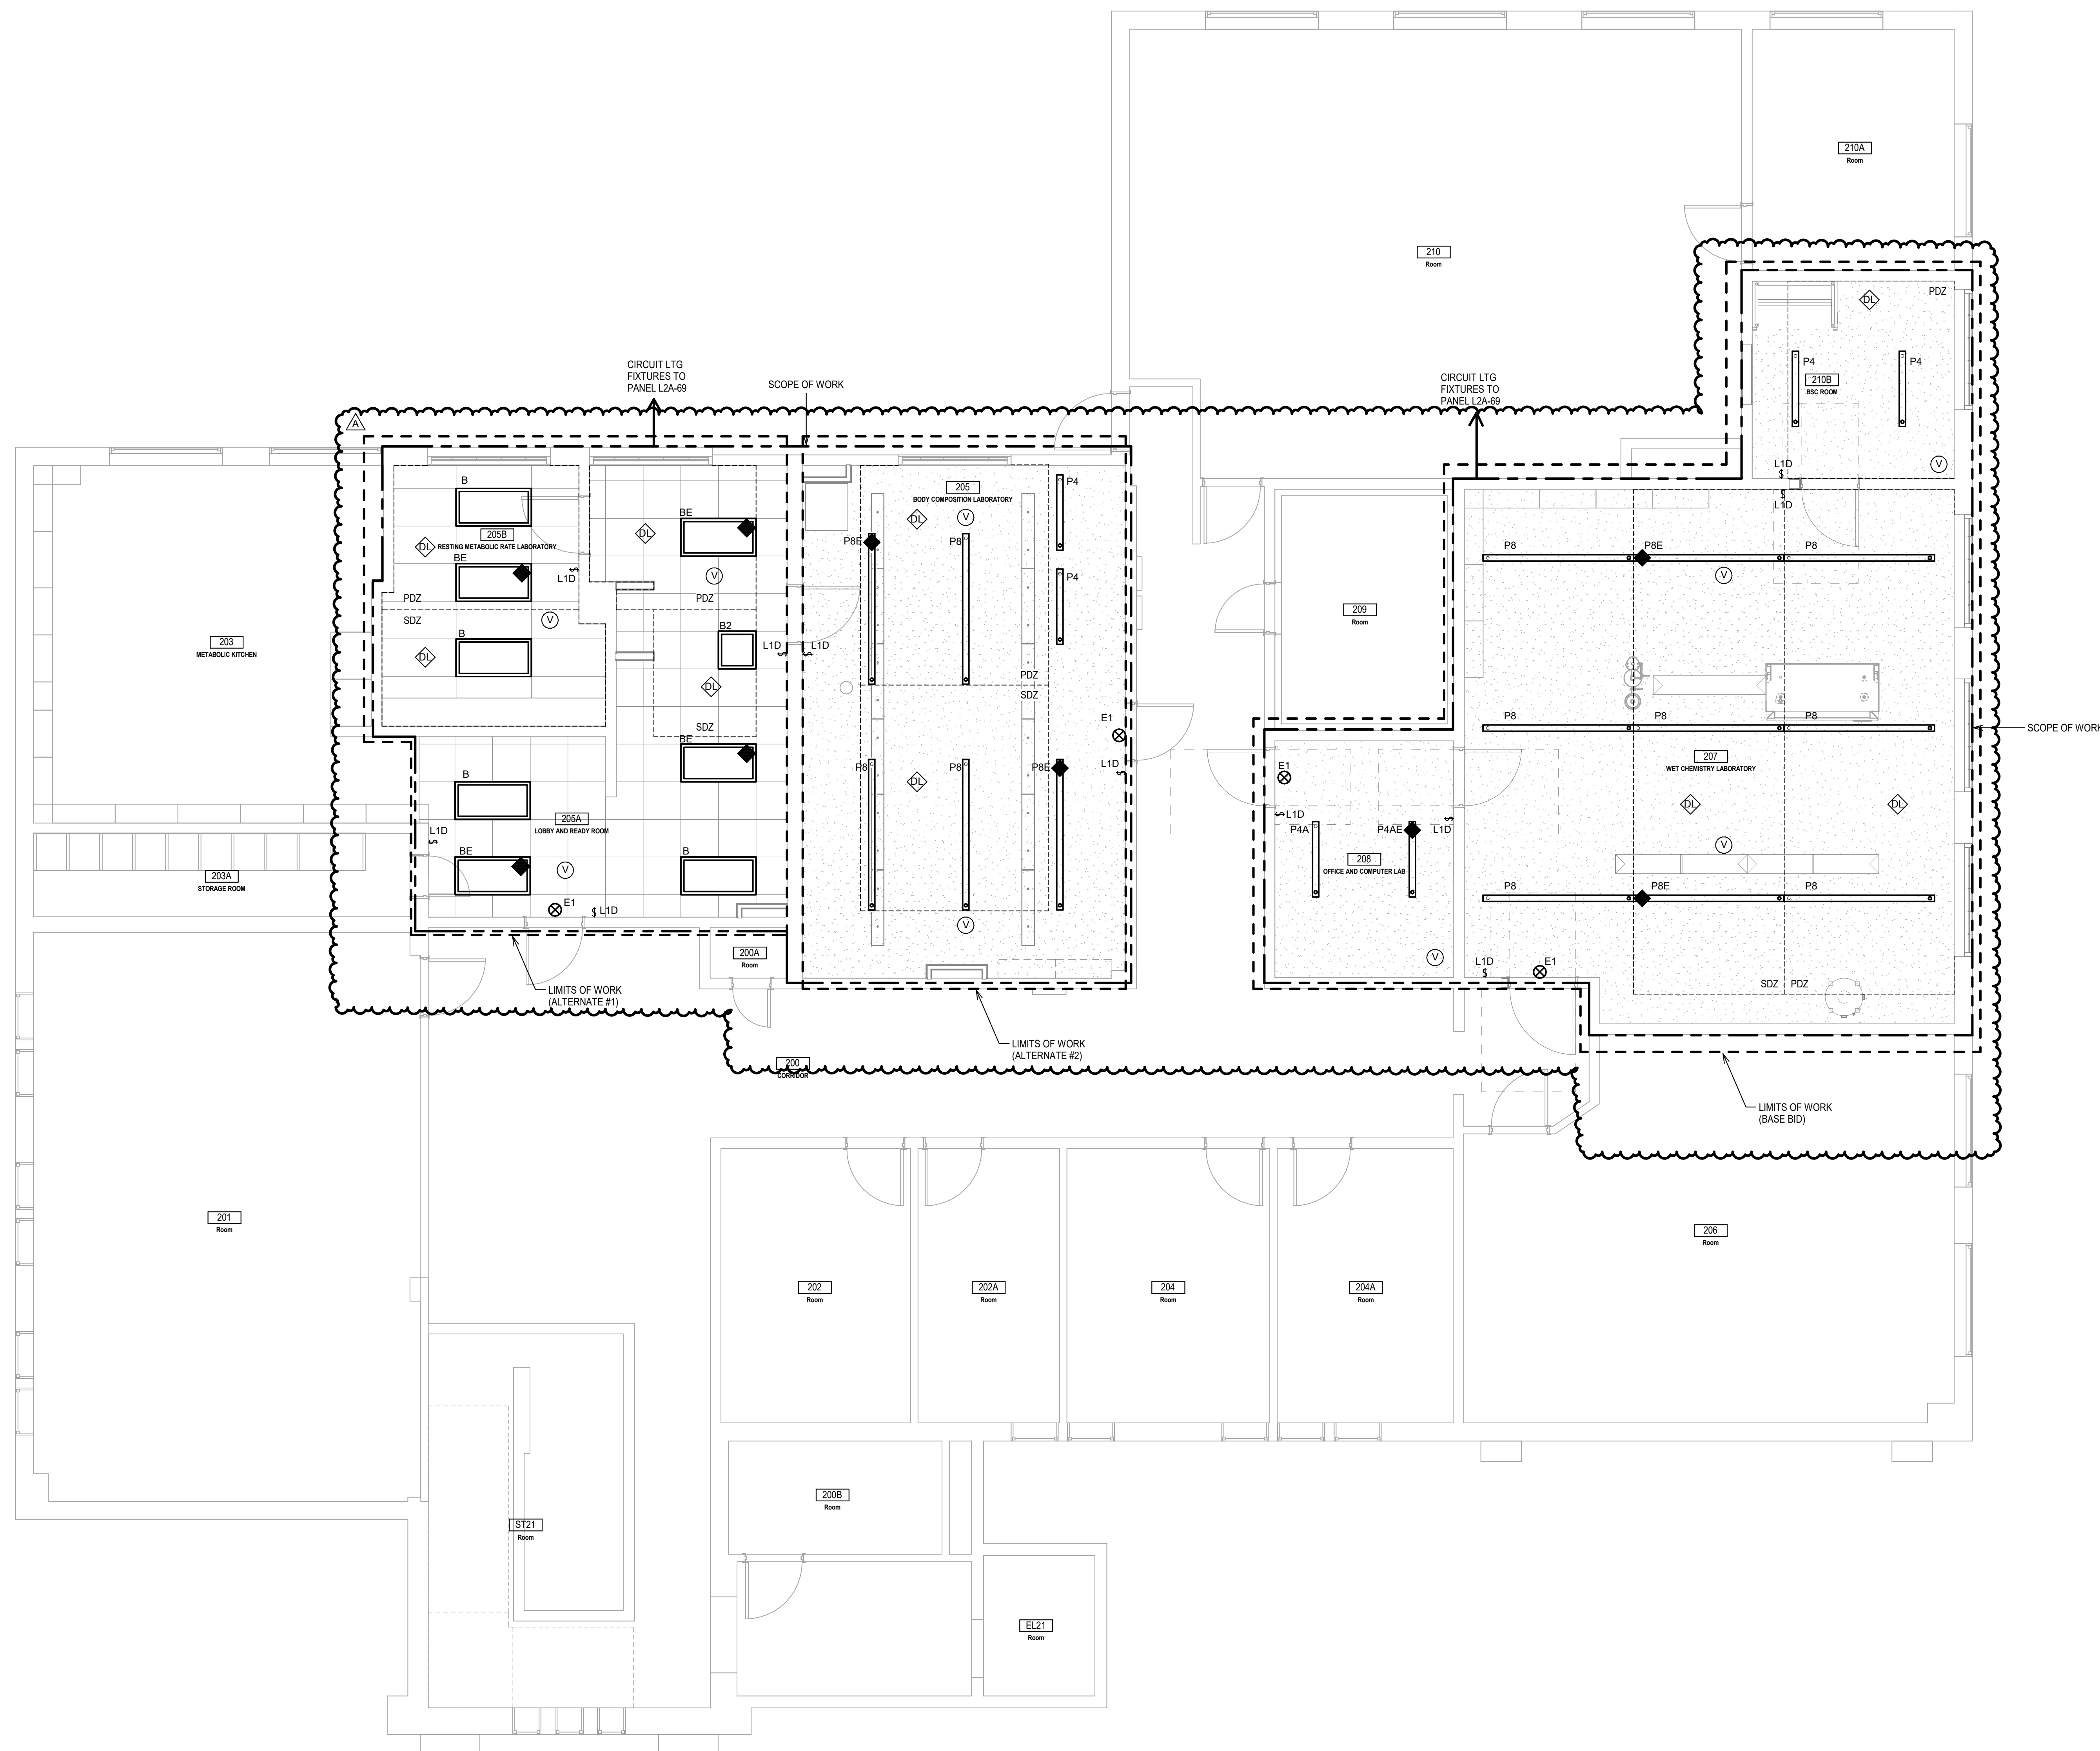 210A
Room
210
Room
PDZ
DL
CIRCUIT LTG
FIXTURES TO
PANEL L2A-69
SCOPE OF WORK
CIRCUIT LTG
FIXTURES TO
PANEL L2A-69
P4
P4
210B
BSC ROOM
A
V
L1D
L1D
B
BE
205B
RESTING METABOLIC RATE LABORATORY
DL
DL
BE
L1D
V
PDZ
SDZ
V
PDZ
B
DL
B2
DL
L1D
L1D
SDZ
BE
205
BODY COMPOSITION LABORATORY
DL
V
P4
P8E
P8
P4
PDZ
SDZ
E1
P8
P8
P8E
L1D
DL
V
203
METABOLIC KITCHEN
209
Room
P8
P8E
P8
V
P8
P8
P8
SCOPE OF WORK
207
WET CHEMISTRY LABORATORY
DL
DL
V
P8
P8E
P8
E1
L1D
P4A
P4AE
L1D
208
OFFICE AND COMPUTER LAB
V
L1D
E1
SDZ
PDZ
B
205A
LOBBY AND READY ROOM
L1D
BE
V
B
E1
L1D
203A
STORAGE ROOM
200A
Room
LIMITS OF WORK
(ALTERNATE #1)
LIMITS OF WORK
(ALTERNATE #2)
200
CORRIDOR
LIMITS OF WORK
(BASE BID)
201
Room
206
Room
202
Room
202A
Room
204
Room
204A
Room
200B
Room
ST21
Room
EL21
Room